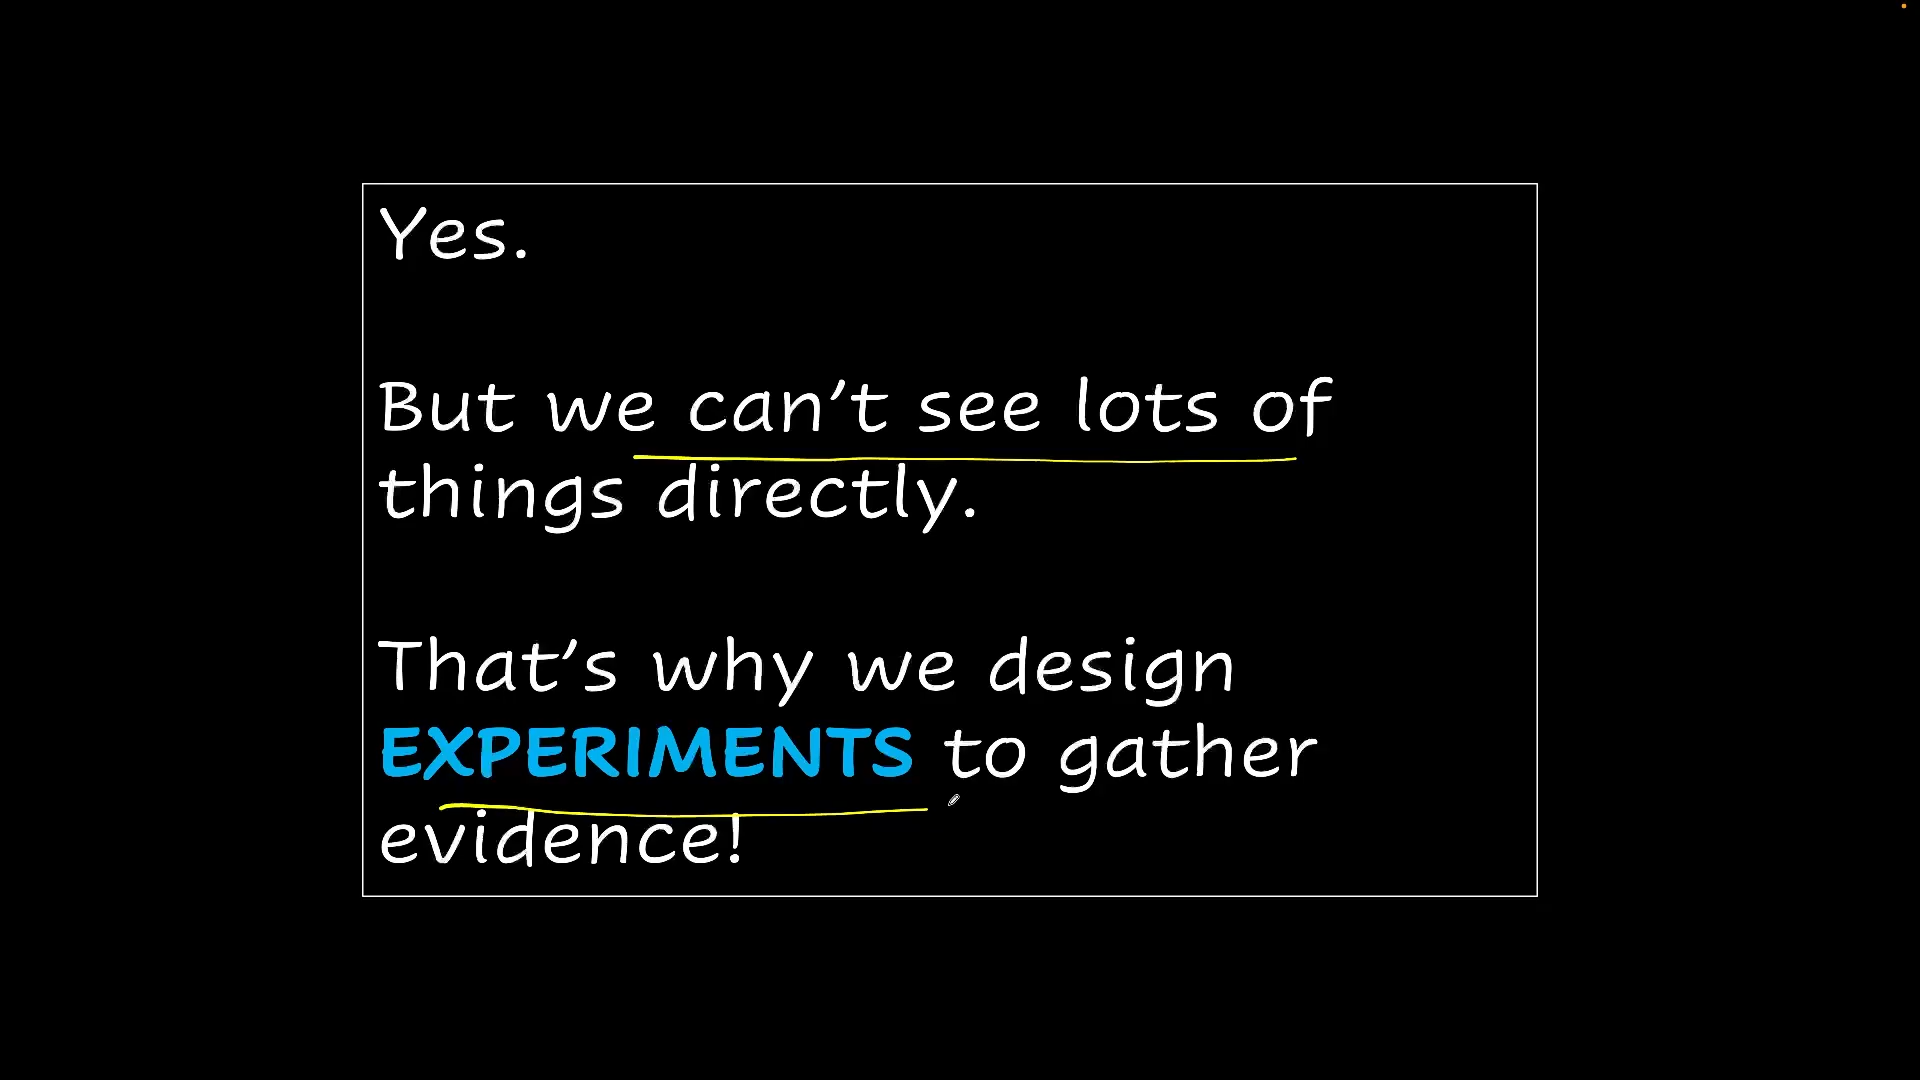 Yes.
But we can't see lots of
things directly.
That's why we design
EXPERIMENTS to gather
evidence!